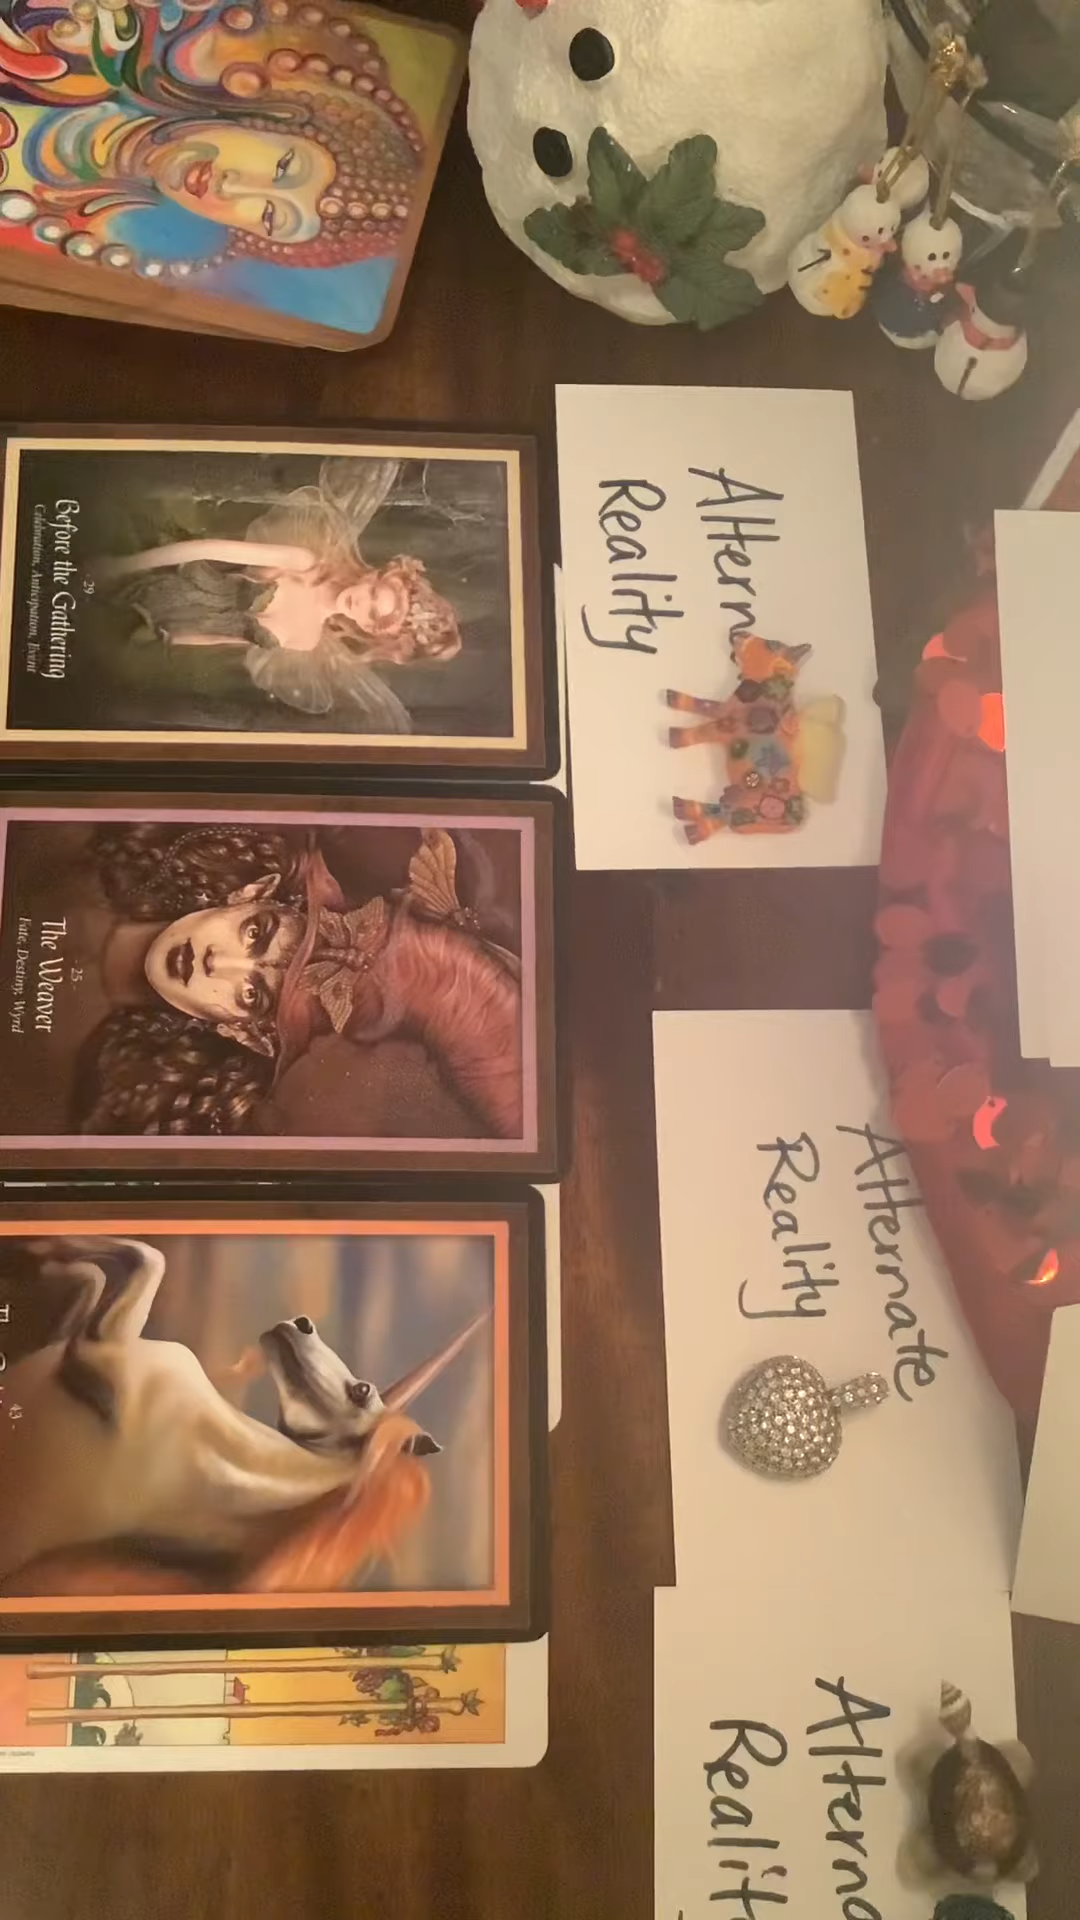 Altern
Reality
- 29 -
Before the Gathering
Celebration, Anticipation, Event
Alternate
Reality
- 25 -
The Weaver
Fate, Destiny, Wyrd
Alterna
Realit
43 -